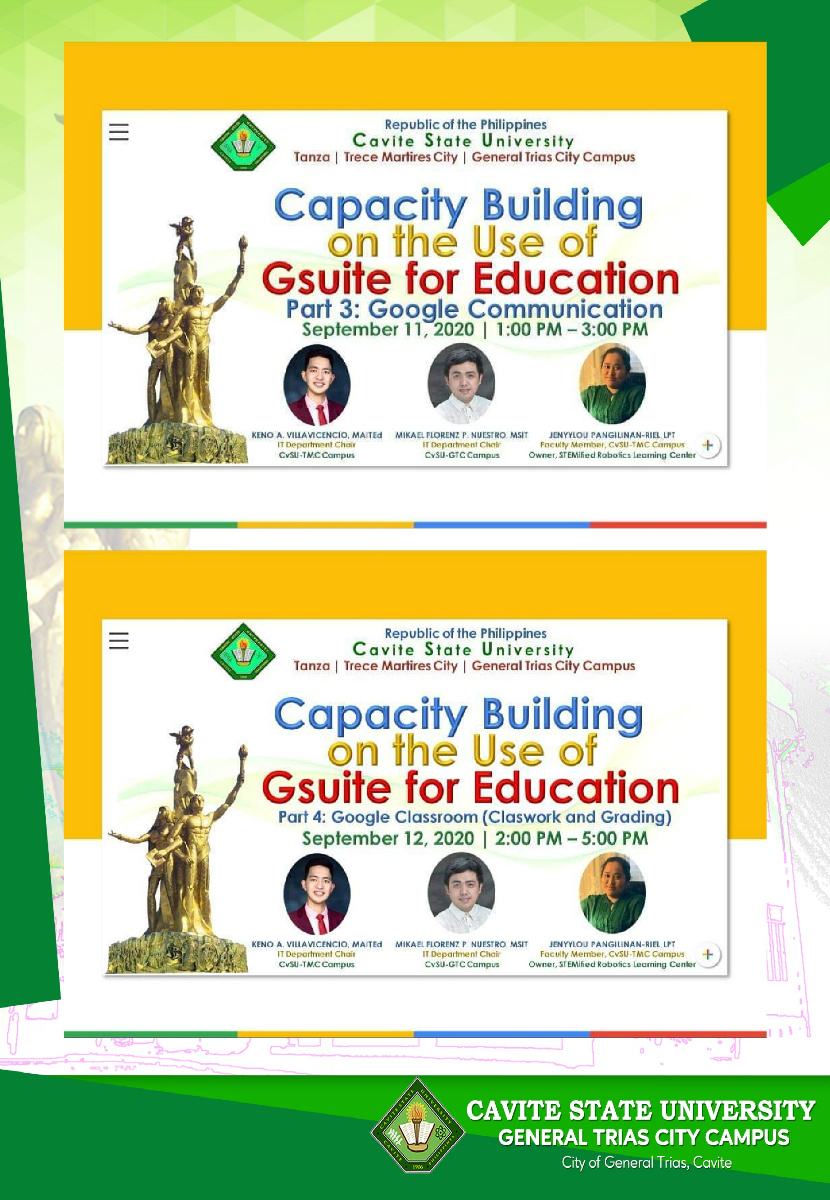 Republic of the Philippines
Cavite State University
Tanza | Trece Martires City | General Trias City Campus
Capacity Building
on the Use of
Gsuite for Education
Part 3: Google Communication
September 11, 2020 | 1:00 PM – 3:00 PM
KENO A. VILLAVICENCIO, MAITEd
IT Department Chair
CvSU-TMC Campus
MIKAEL FLORENZ P. NUESTRO, MSIT
IT Department Chair
CvSU-GTC Campus
JENYYLOU PANGILINAN-RIEL, LPT
Faculty Member, CvSU-TMC Campus
Owner, STEMified Robotics Learning Center
Republic of the Philippines
Cavite State University
Tanza | Trece Martires City | General Trias City Campus
Capacity Building
on the Use of
Gsuite for Education
Part 4: Google Classroom (Claswork and Grading)
September 12, 2020 | 2:00 PM – 5:00 PM
KENO A. VILLAVICENCIO, MAITEd
IT Department Chair
CvSU-TMC Campus
MIKAEL FLORENZ P. NUESTRO, MSIT
IT Department Chair
CvSU-GTC Campus
JENYYLOU PANGILINAN-RIEL, LPT
Faculty Member, CvSU-TMC Campus
Owner, STEMified Robotics Learning Center
1906
CAVITE STATE UNIVERSITY
GENERAL TRIAS CITY CAMPUS
City of General Trias, Cavite